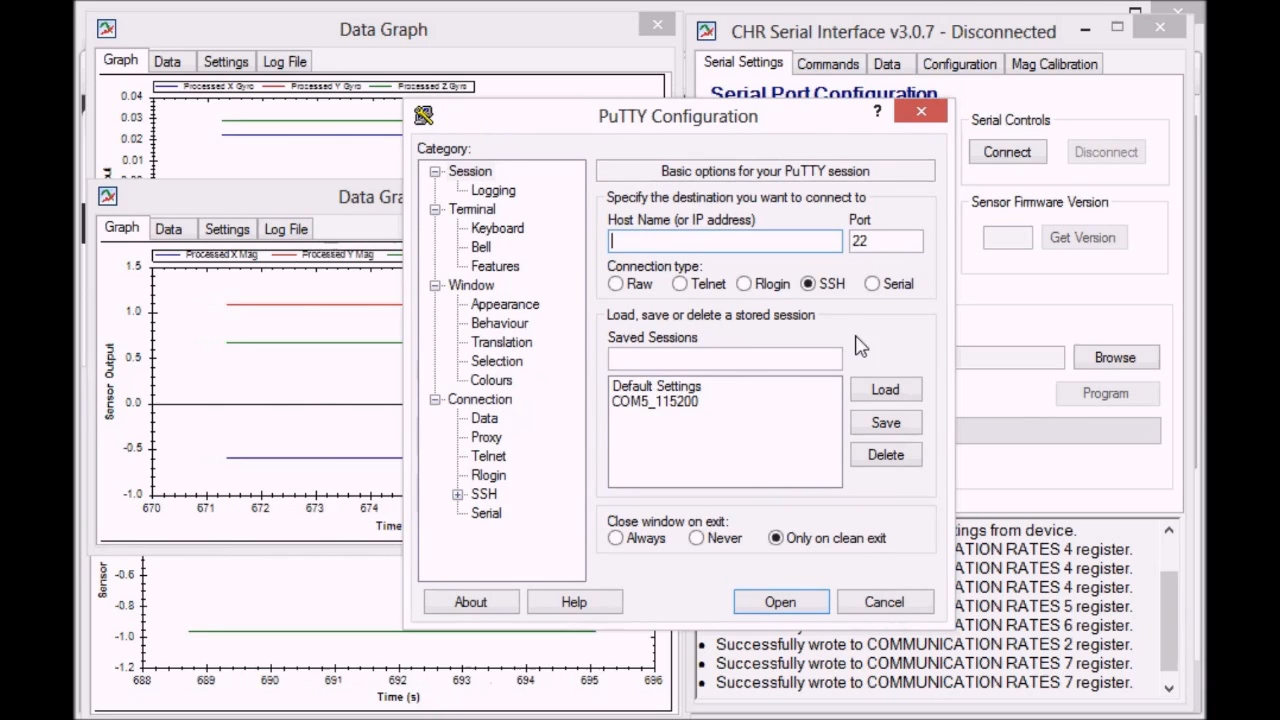 Data Graph
Graph Data Settings Log File
Processed X Gyro Processed Y Gyro Processed Z Gyro
0.04
0.03
0.02
0.01
Data Gra
Graph Data Settings Log File
Processed X Mag Processed Y Mag
1.5
1.0
0.5
0.0
-0.5
-1.0
Sensor Output
670 671 672 673 674
Time
Sensor
-0.6
-0.8
-1.0
-1.2
688 689 690 691 692 693 694 695 696
Time (s)
CHR Serial Interface v3.0.7 - Disconnected
Serial Settings Commands Data Configuration Mag Calibration
Serial Port Configuration
Serial Controls
Connect Disconnect
Sensor Firmware Version
Get Version
Browse
Program
tings from device.
CATION RATES 4 register.
CATION RATES 4 register.
CATION RATES 4 register.
CATION RATES 5 register.
CATION RATES 6 register.
Successfully wrote to COMMUNICATION RATES 2 register.
Successfully wrote to COMMUNICATION RATES 7 register.
Successfully wrote to COMMUNICATION RATES 7 register.
PuTTY Configuration
?
Category:
Session
Logging
Terminal
Keyboard
Bell
Features
Window
Appearance
Behaviour
Translation
Selection
Colours
Connection
Data
Proxy
Telnet
Rlogin
SSH
Serial
Basic options for your PuTTY session
Specify the destination you want to connect to
Host Name (or IP address) Port
22
Connection type:
Raw Telnet Rlogin SSH Serial
Load, save or delete a stored session
Saved Sessions
Default Settings
COM5_115200
Load
Save
Delete
Close window on exit:
Always Never Only on clean exit
About Help Open Cancel